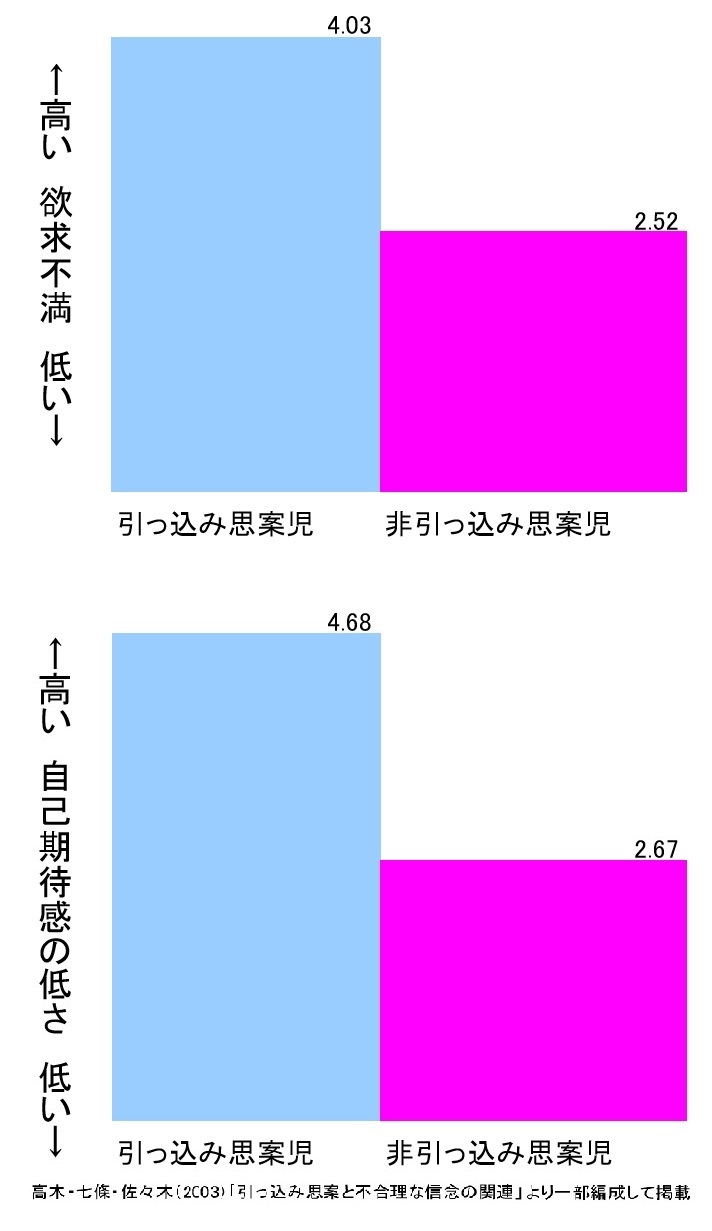 4.03
2.52
↑高い 欲求不満 低い↓
引っ込み思案児
非引っ込み思案児
4.68
2.67
↑高い 自己期待感の低さ 低い↓
引っ込み思案児
非引っ込み思案児
高木・七條・佐々木(2003)「引っ込み思案と不合理な信念の関連」より一部編成して掲載